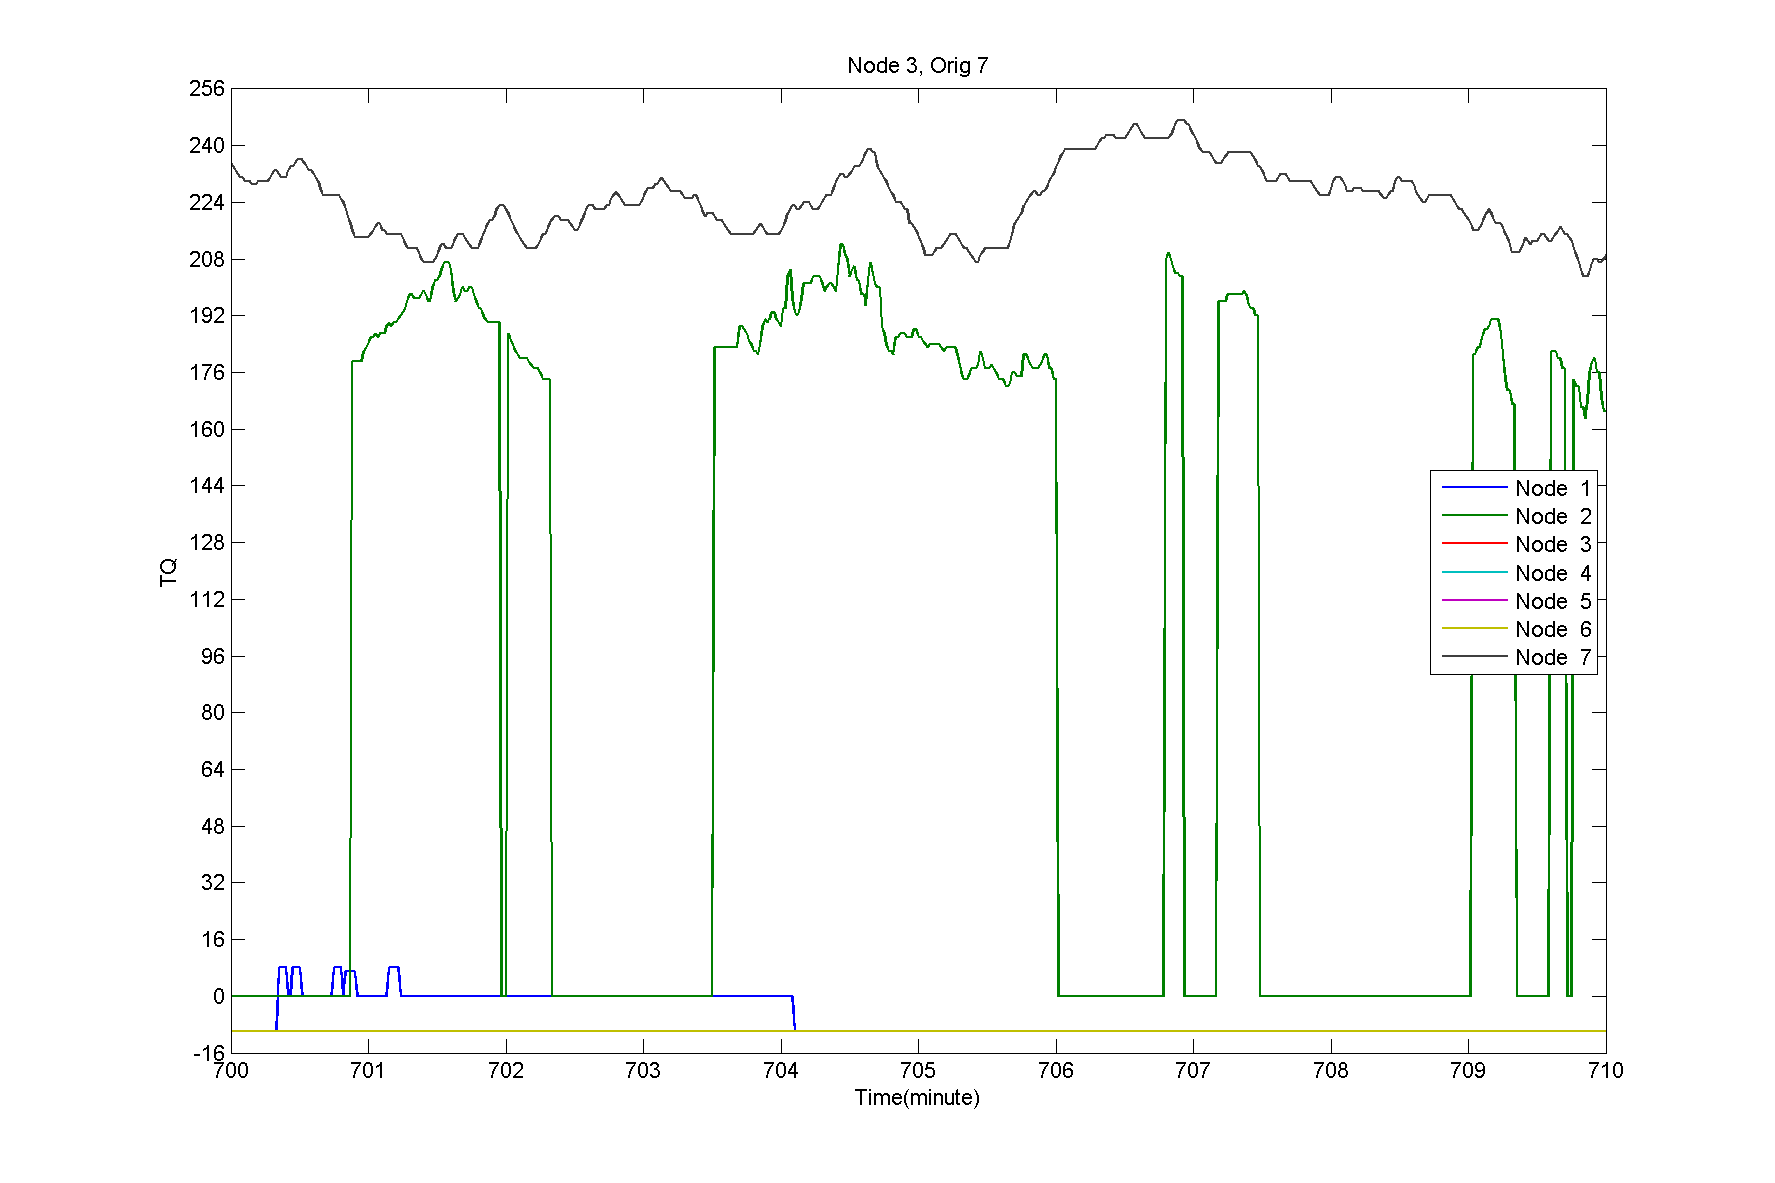 Node 3, Orig 7
256
240
224
208
192
176
160
144
128
112
96
80
64
48
32
16
0
-16
TQ
Node 1
Node 2
Node 3
Node 4
Node 5
Node 6
Node 7
700 701 702 703 704 705 706 707 708 709 710
Time(minute)